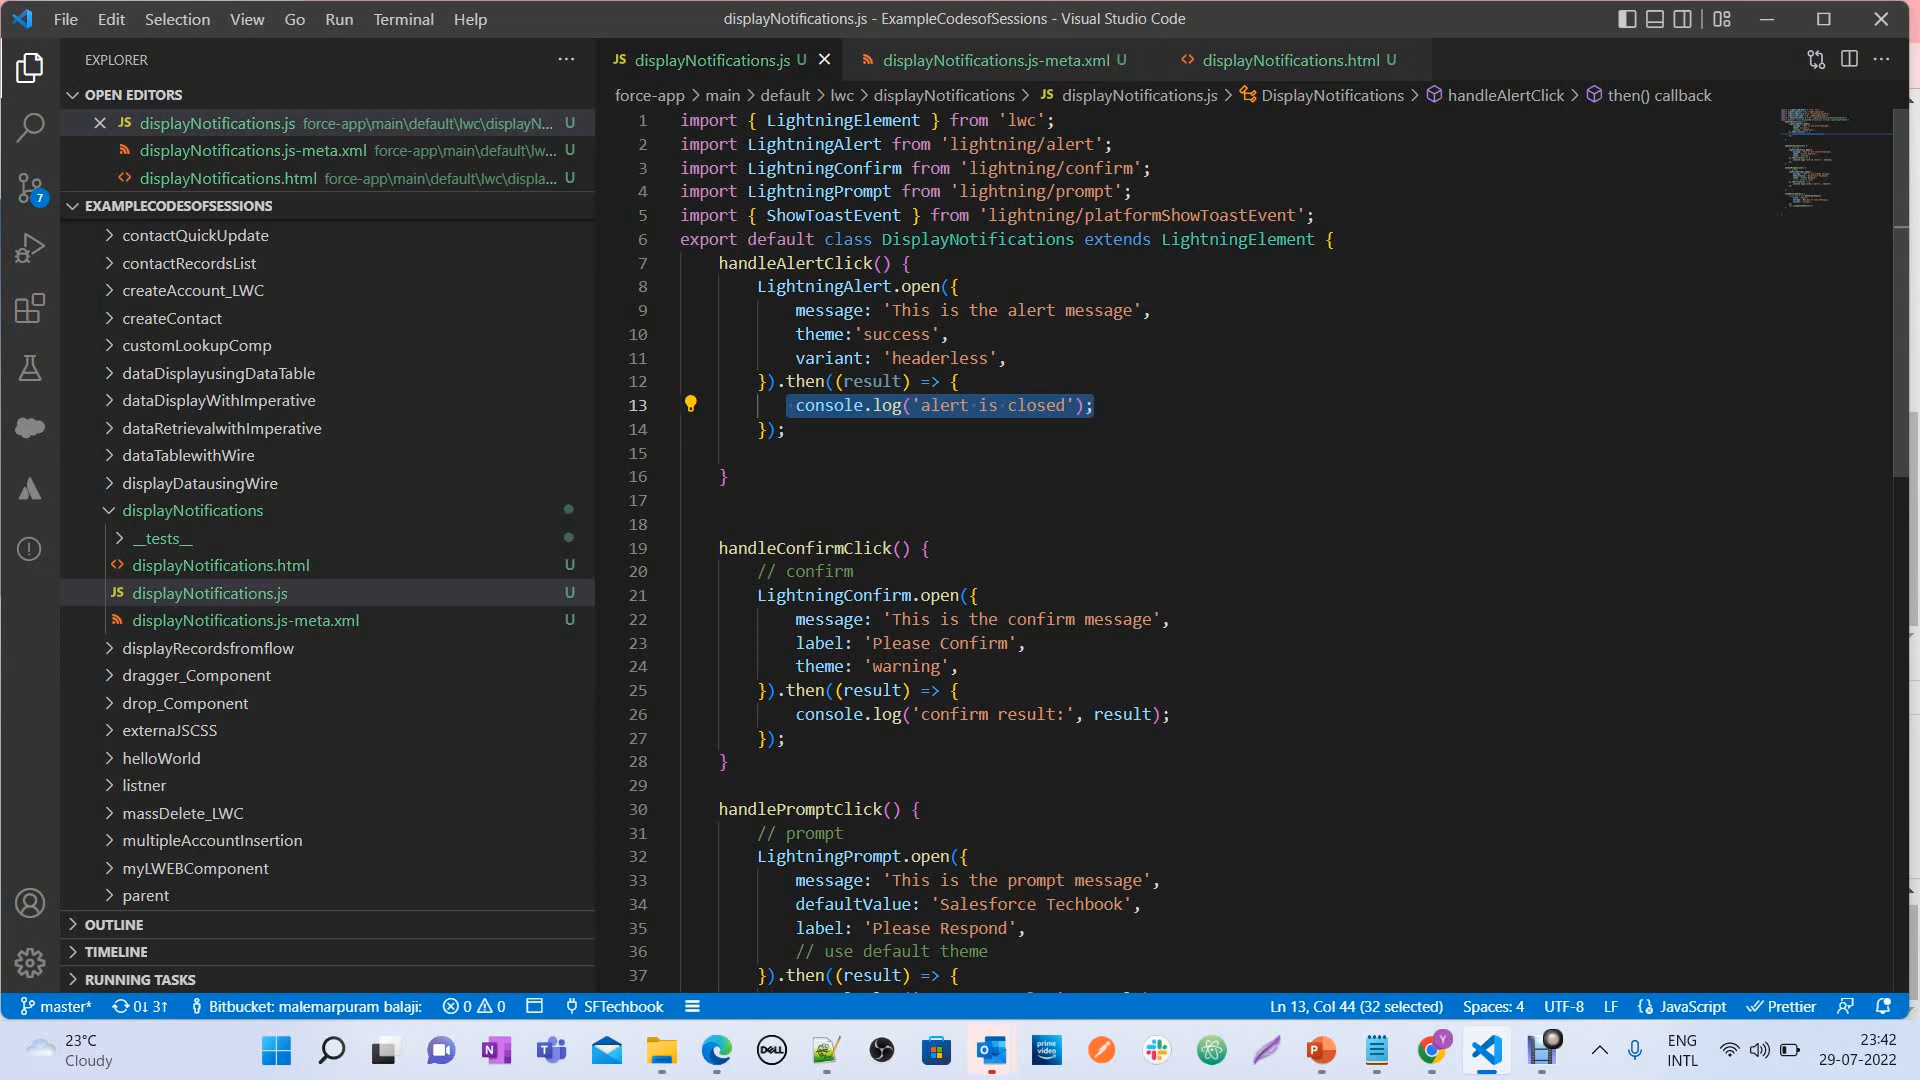 File Edit Selection View Go Run Terminal Help
displayNotifications.js - ExampleCodesofSessions - Visual Studio Code
EXPLORER
OPEN EDITORS
displayNotifications.js force-app\main\default\lwc\displayN... U
displayNotifications.js-meta.xml force-app\main\default\lw... U
displayNotifications.html force-app\main\default\lwc\displa... U
EXAMPLECODESOFSESSIONS
contactQuickUpdate
contactRecordsList
createAccount_LWC
createContact
customLookupComp
dataDisplayusingDataTable
dataDisplayWithImperative
dataRetrievalwithImperative
dataTablewithWire
displayDatausingWire
displayNotifications
__tests__
displayNotifications.html U
displayNotifications.js U
displayNotifications.js-meta.xml U
displayRecordsfromflow
dragger_Component
drop_Component
externaJSCSS
helloWorld
listner
massDelete_LWC
multipleAccountInsertion
myLWEBComponent
parent
OUTLINE
TIMELINE
RUNNING TASKS
7
JS displayNotifications.js U
displayNotifications.js-meta.xml U
displayNotifications.html U
force-app > main > default > lwc > displayNotifications > JS displayNotifications.js > DisplayNotifications > handleAlertClick > then() callback
1 import { LightningElement } from 'lwc';
2 import LightningAlert from 'lightning/alert';
3 import LightningConfirm from 'lightning/confirm';
4 import LightningPrompt from 'lightning/prompt';
5 import { ShowToastEvent } from 'lightning/platformShowToastEvent';
6 export default class DisplayNotifications extends LightningElement {
7 handleAlertClick() {
8 LightningAlert.open({
9 message: 'This is the alert message',
10 theme:'success',
11 variant: 'headerless',
12 }).then((result) => {
13 console.log('alert is closed');
14 });
15
16 }
17
18
19 handleConfirmClick() {
20 // confirm
21 LightningConfirm.open({
22 message: 'This is the confirm message',
23 label: 'Please Confirm',
24 theme: 'warning',
25 }).then((result) => {
26 console.log('confirm result:', result);
27 });
28 }
29
30 handlePromptClick() {
31 // prompt
32 LightningPrompt.open({
33 message: 'This is the prompt message',
34 defaultValue: 'Salesforce Techbook',
35 label: 'Please Respond',
36 // use default theme
37 }).then((result) => {
master* 0↓ 3↑ Bitbucket: malemarpuram balaji: 0 0 SFTechbook
Ln 13, Col 44 (32 selected) Spaces: 4 UTF-8 LF JavaScript Prettier
23°C
Cloudy
DELL
prime video
ENG
INTL
23:42
29-07-2022